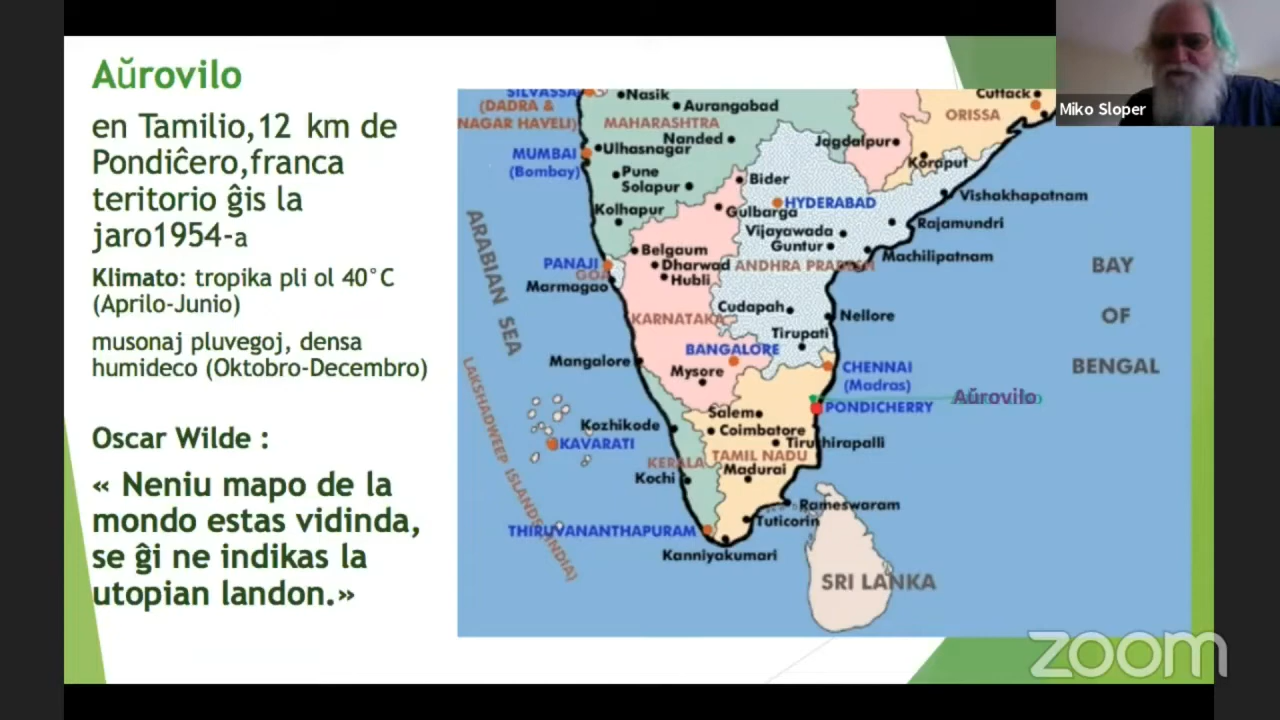 Aŭrovilo
en Tamilio,12 km de
Pondiĉero,franca
teritorio ĝis la
jaro1954-a
Klimato: tropika pli ol 40°C
(Aprilo-Junio)
musonaj pluvegoj, densa
humideco (Oktobro-Decembro)
Oscar Wilde :
« Neniu mapo de la
mondo estas vidinda,
se ĝi ne indikas la
utopian landon.»
SILVASSA
(DADRA &
NAGAR HAVELI)
Nasik
Aurangabad
MAHARASHTRA
Nanded
MUMBAI
(Bombay)
Ulhasnagar
Pune
Solapur
Kolhapur
Bider
Gulbarga
HYDERABAD
Vijayawada
Guntur
Jagdalpur
Koraput
Cuttack
ORISSA
Vishakhapatnam
Rajamundri
Machilipatnam
ANDHRA PRADESH
Belgaum
Dharwad
Hubli
PANAJI
GOA
Marmagao
KARNATAKA
Cudapah
Nellore
Tirupati
BANGALORE
Mangalore
Mysore
CHENNAI
(Madras)
Aŭrovilo
PONDICHERRY
Salem
Coimbatore
Tiruthirapalli
TAMIL NADU
Madurai
Kozhikode
KAVARATI
KERALA
Kochi
Rameswaram
Tuticorin
THIRUVANANTHAPURAM
Kanniyakumari
SRI LANKA
ARABIAN SEA
LAKSHADWEEP ISLANDS (INDIA)
BAY
OF
BENGAL
Miko Sloper
zoom